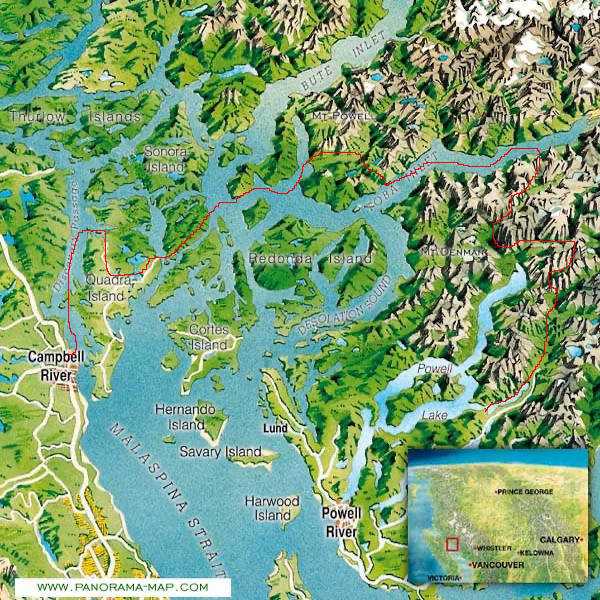 BUTE INLET
MT POWEL
Thurlow Islands
Sonora
Island
TOBA INLET
Passage
Quadra
Island
Redonda Island
MT DENMAN
DESOLATION SOUND
Cortes
Island
Campbell
River
Powell
Lake
Hernando
Island
Lund
Savary Island
MALASPINA STRAIT
Harwood
Island
Powell
River
PRINCE GEORGE
CALGARY
WHISTLER
KELOWNA
VANCOUVER
VICTORIA
WWW.PANORAMA-MAP.COM